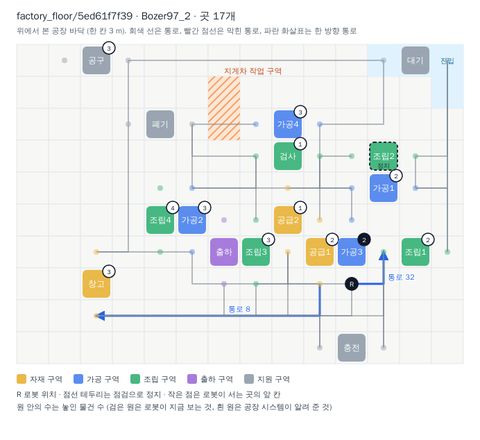 factory_floor/5ed61f7f39 · Bozer97_2 · 곳 17개
위에서 본 공장 바닥 (한 칸 3 m). 회색 선은 통로, 빨간 점선은 막힌 통로, 파란 화살표는 한 방향 통로
공구 3
지게차 작업 구역
대기
진입
폐기
가공4 3
검사 1
조립2
정지
가공1 2
조립4 4
가공2 3
공급2 1
출하
조립3 3
공급1 2
가공3 2
조립1 2
창고 3
R
통로 32
통로 8
충전
자재 구역
가공 구역
조립 구역
출하 구역
지원 구역
R 로봇 위치 · 점선 테두리는 점검으로 정지 · 작은 점은 로봇이 서는 곳의 앞 칸
원 안의 수는 놓인 물건 수 (검은 원은 로봇이 지금 보는 것, 흰 원은 공장 시스템이 알려 준 것)